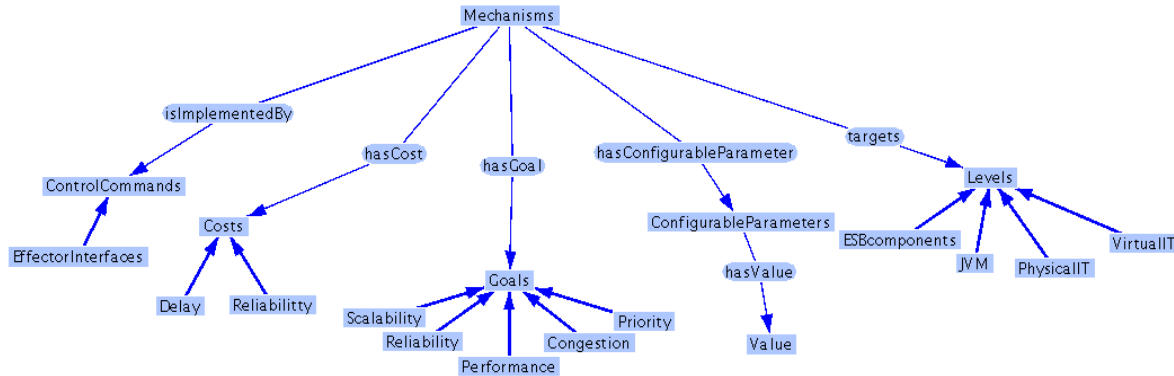 Mechanisms
isImplementedBy
targets
hasCost
hasGoal
hasConfigurableParameter
ControlCommands
Levels
Costs
ConfigurableParameters
ESBcomponents
VirtualIT
EffectorInterfaces
JVM
PhysicalIT
hasValue
Goals
Delay
Reliabilitty
Scalability
Priority
Reliability
Congestion
Value
Performance